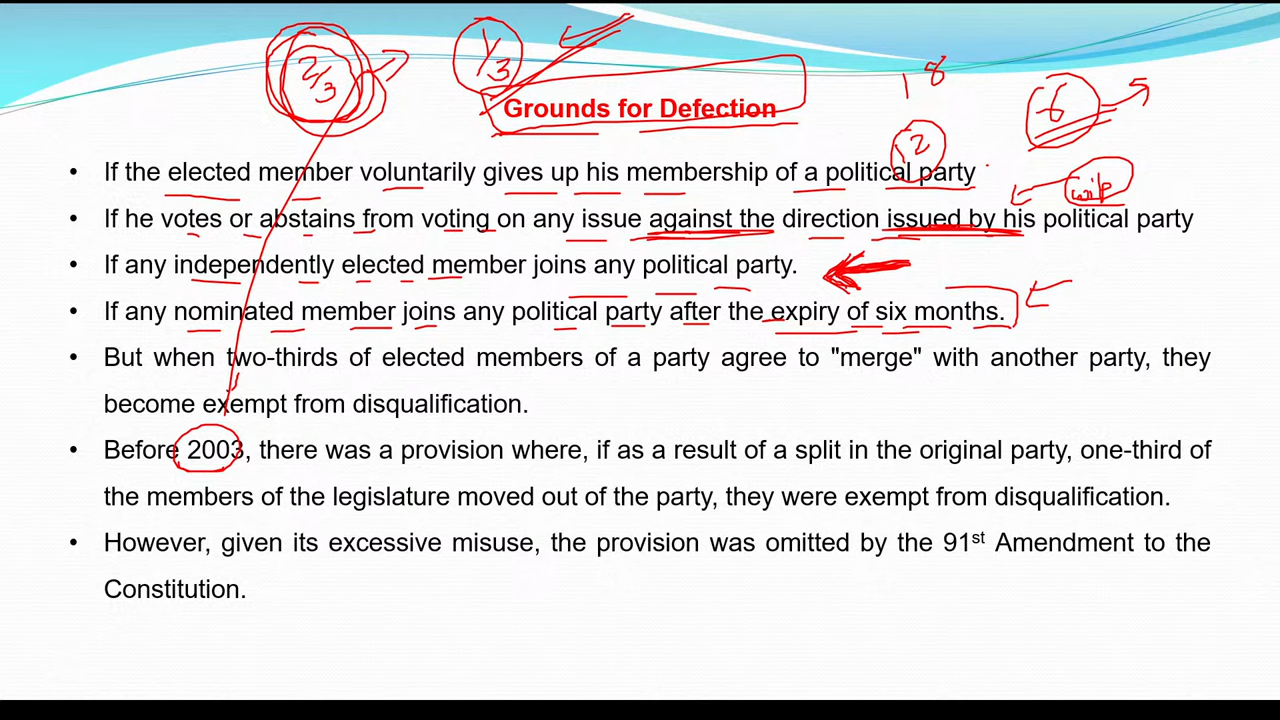 2/3
1/3
18
6
12
Grounds for Defection
• If the elected member voluntarily gives up his membership of a political party
• If he votes or abstains from voting on any issue against the direction issued by his political party
• If any independently elected member joins any political party.
• If any nominated member joins any political party after the expiry of six months.
• But when two-thirds of elected members of a party agree to "merge" with another party, they
become exempt from disqualification.
• Before 2003, there was a provision where, if as a result of a split in the original party, one-third of
the members of the legislature moved out of the party, they were exempt from disqualification.
• However, given its excessive misuse, the provision was omitted by the 91st Amendment to the
Constitution.